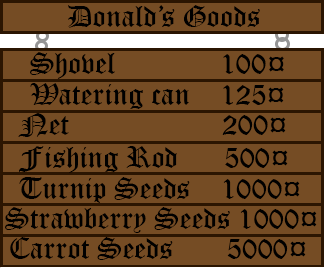 Donald's Goods
Shovel 100¤
Watering can 125¤
Net 200¤
Fishing Rod 500¤
Turnip Seeds 1000¤
Strawberry Seeds 1000¤
Carrot Seeds 5000¤